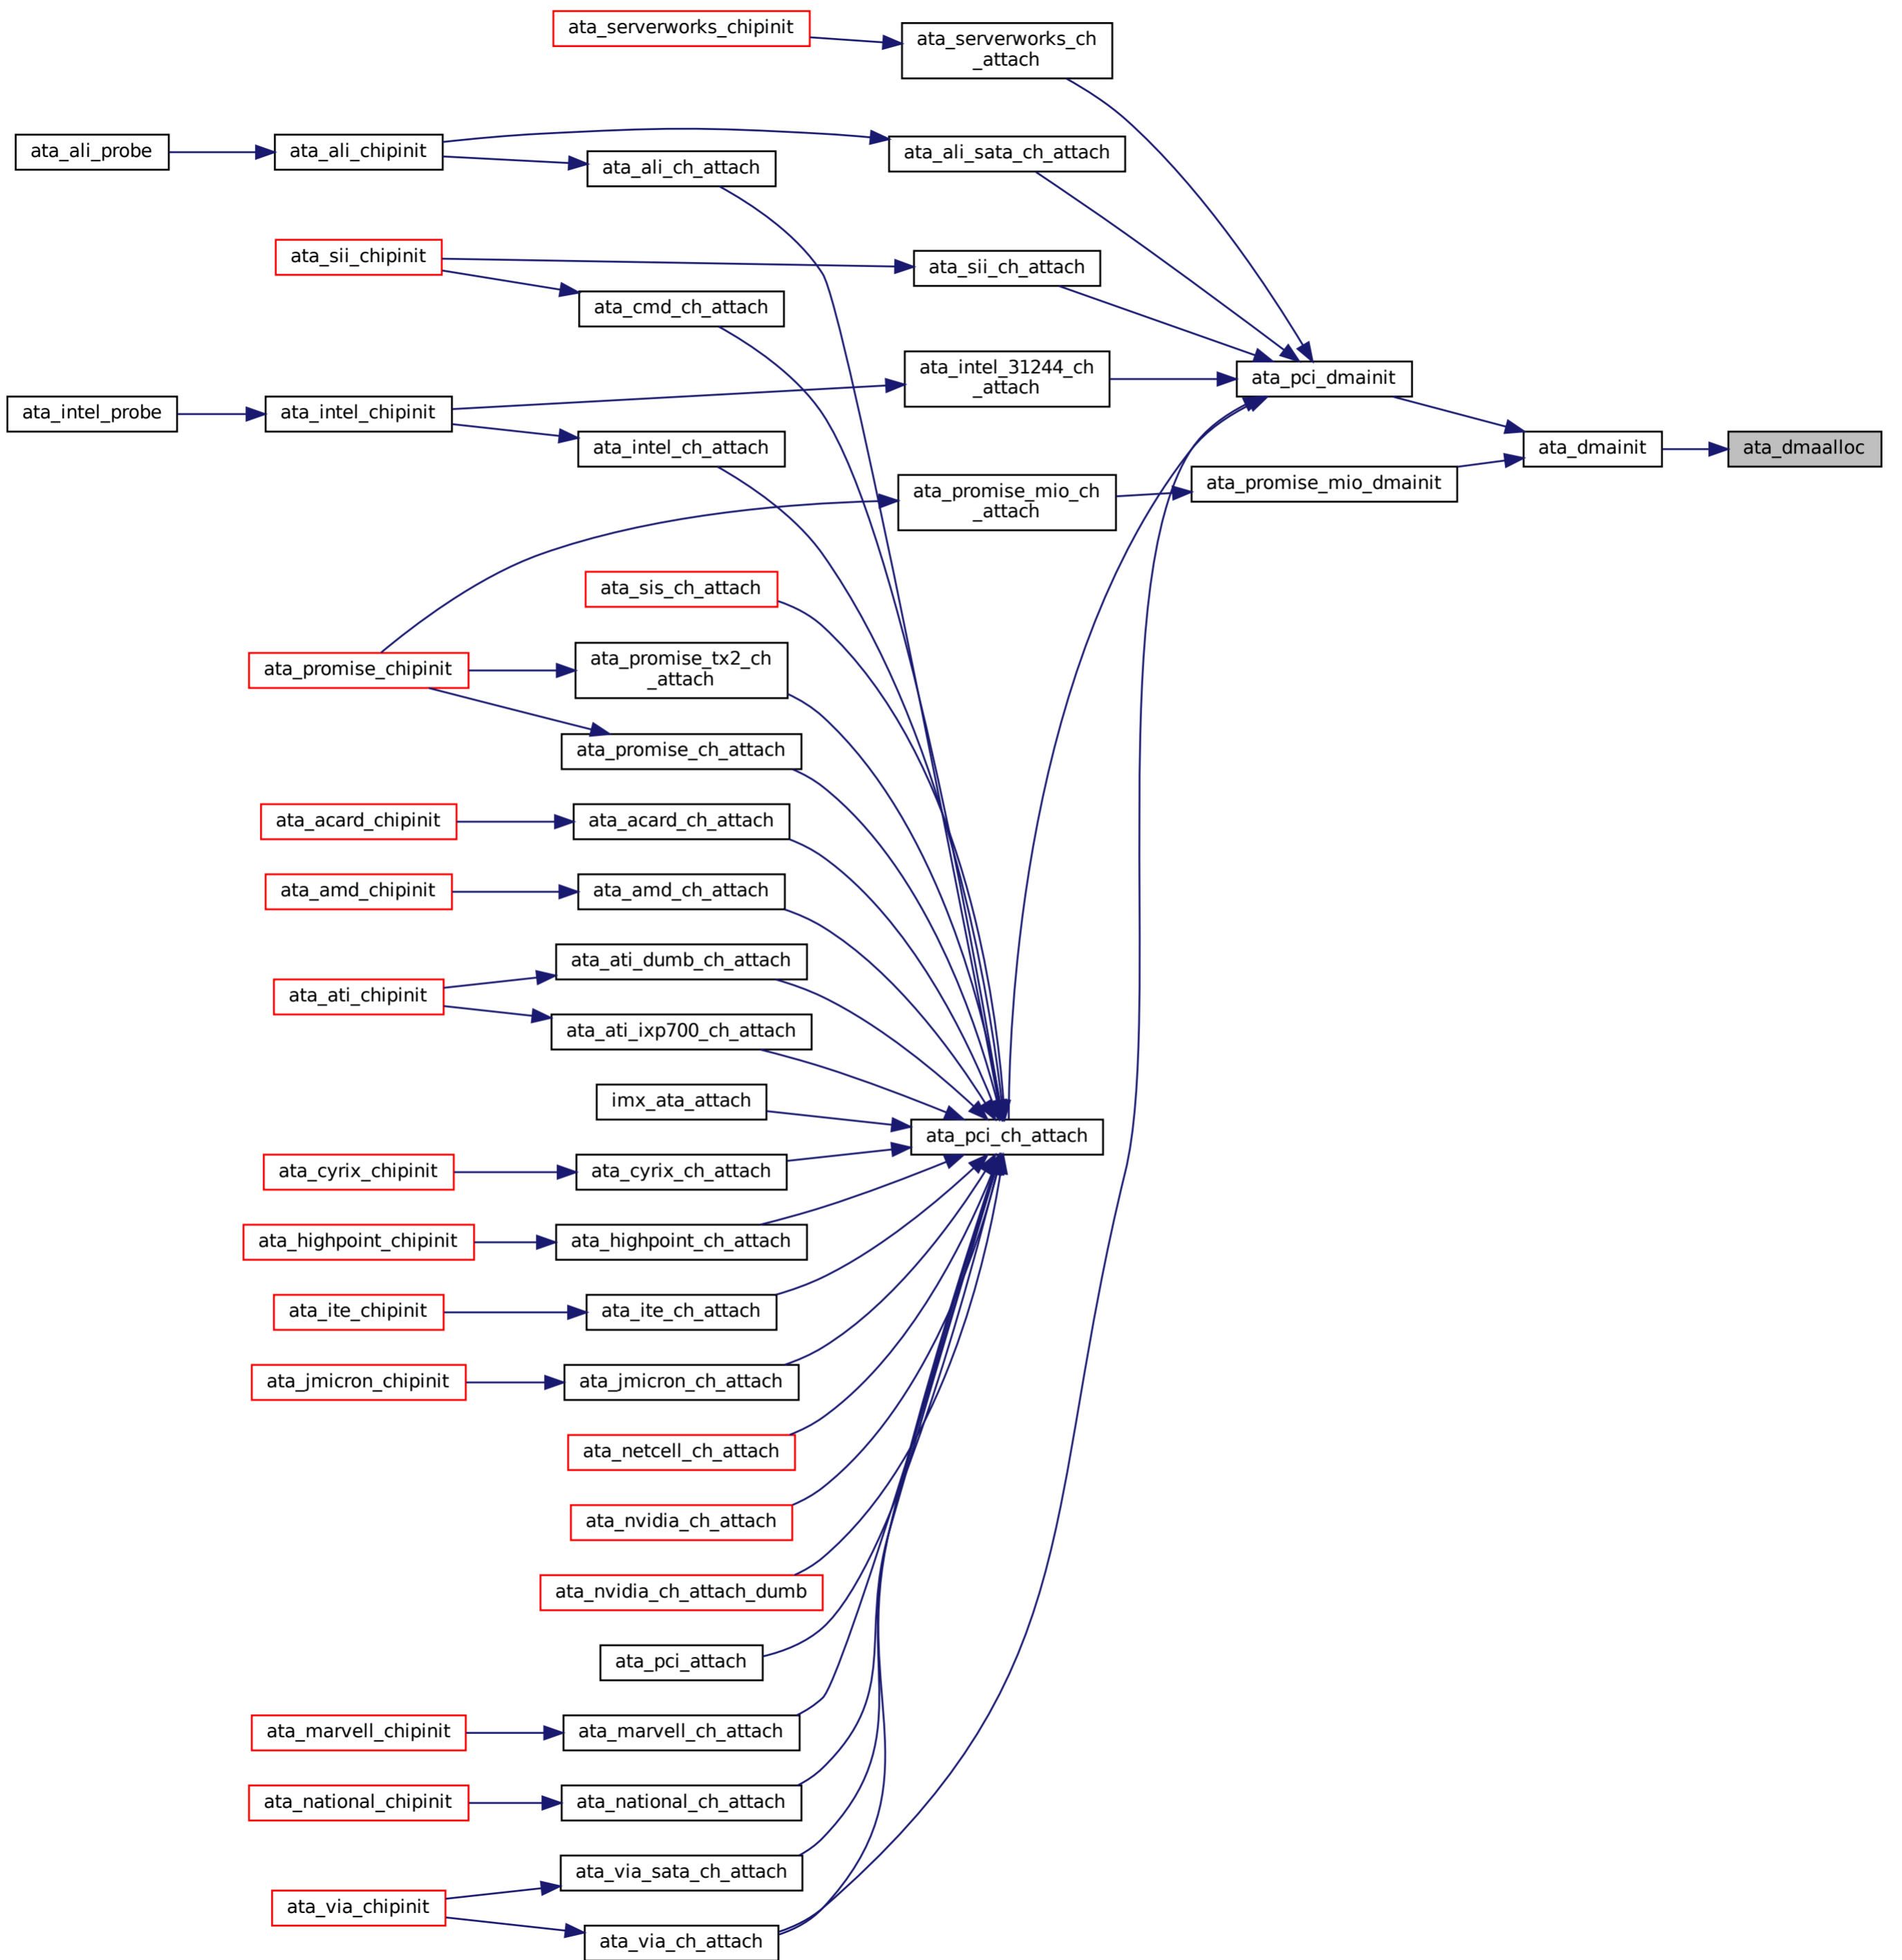 ata_serverworks_chipinit
ata_serverworks_ch
_attach
ata_ali_probe
ata_ali_chipinit
ata_ali_sata_ch_attach
ata_ali_ch_attach
ata_sii_chipinit
ata_sii_ch_attach
ata_cmd_ch_attach
ata_intel_31244_ch
_attach
ata_pci_dmainit
ata_intel_probe
ata_intel_chipinit
ata_intel_ch_attach
ata_dmainit
ata_dmaalloc
ata_promise_mio_ch
_attach
ata_promise_mio_dmainit
ata_sis_ch_attach
ata_promise_chipinit
ata_promise_tx2_ch
_attach
ata_promise_ch_attach
ata_acard_chipinit
ata_acard_ch_attach
ata_amd_chipinit
ata_amd_ch_attach
ata_ati_dumb_ch_attach
ata_ati_chipinit
ata_ati_ixp700_ch_attach
imx_ata_attach
ata_pci_ch_attach
ata_cyrix_chipinit
ata_cyrix_ch_attach
ata_highpoint_chipinit
ata_highpoint_ch_attach
ata_ite_chipinit
ata_ite_ch_attach
ata_jmicron_chipinit
ata_jmicron_ch_attach
ata_netcell_ch_attach
ata_nvidia_ch_attach
ata_nvidia_ch_attach_dumb
ata_pci_attach
ata_marvell_chipinit
ata_marvell_ch_attach
ata_national_chipinit
ata_national_ch_attach
ata_via_sata_ch_attach
ata_via_chipinit
ata_via_ch_attach